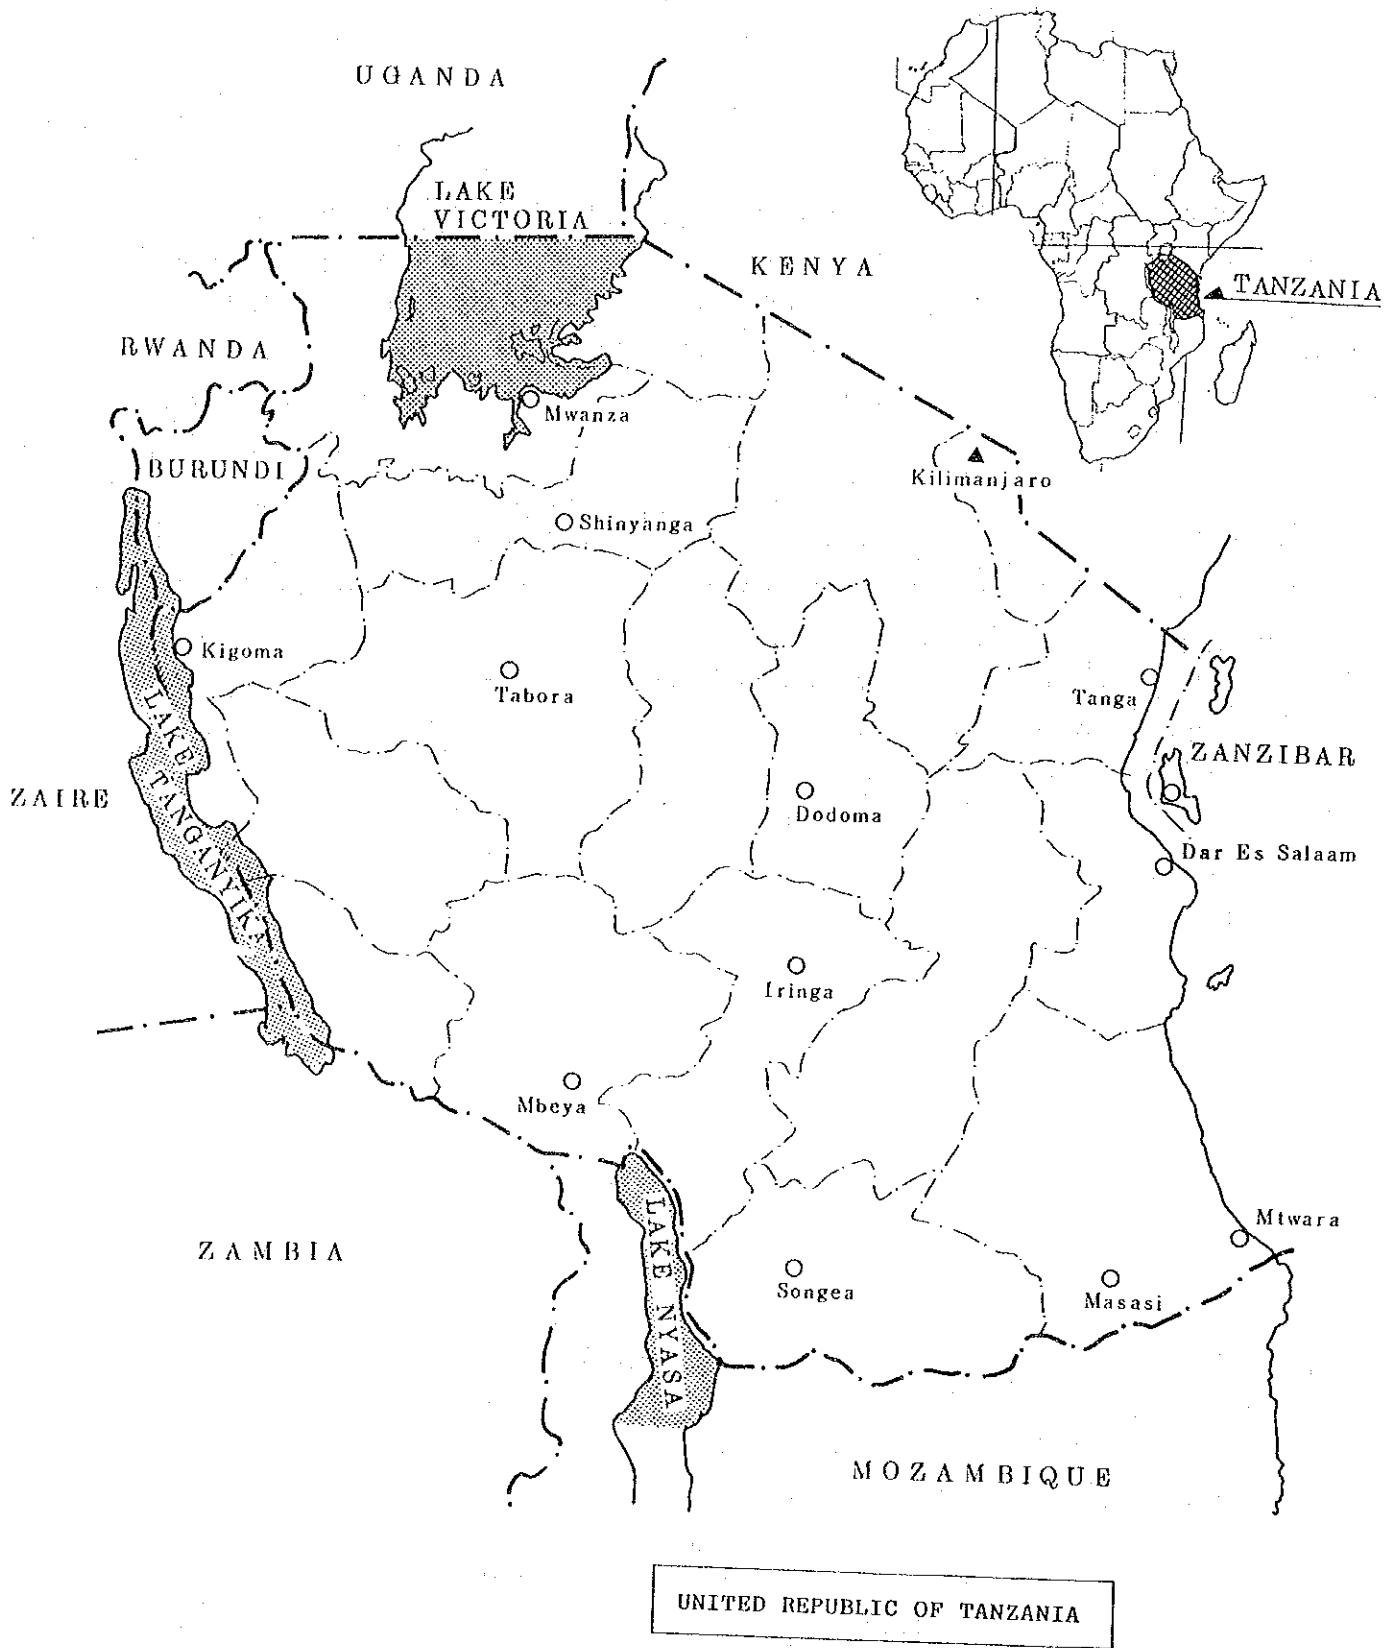 UGANDA
LAKE
VICTORIA
KENYA
TANZANIA
RWANDA
Mwanza
BURUNDI
Kilimanjaro
Shinyanga
Kigoma
Tabora
Tanga
LAKE TANGANYIKA
ZANZIBAR
ZAIRE
Dodoma
Dar Es Salaam
Iringa
Mbeya
LAKE NYASA
Mtwara
ZAMBIA
Songea
Masasi
MOZAMBIQUE
UNITED REPUBLIC OF TANZANIA